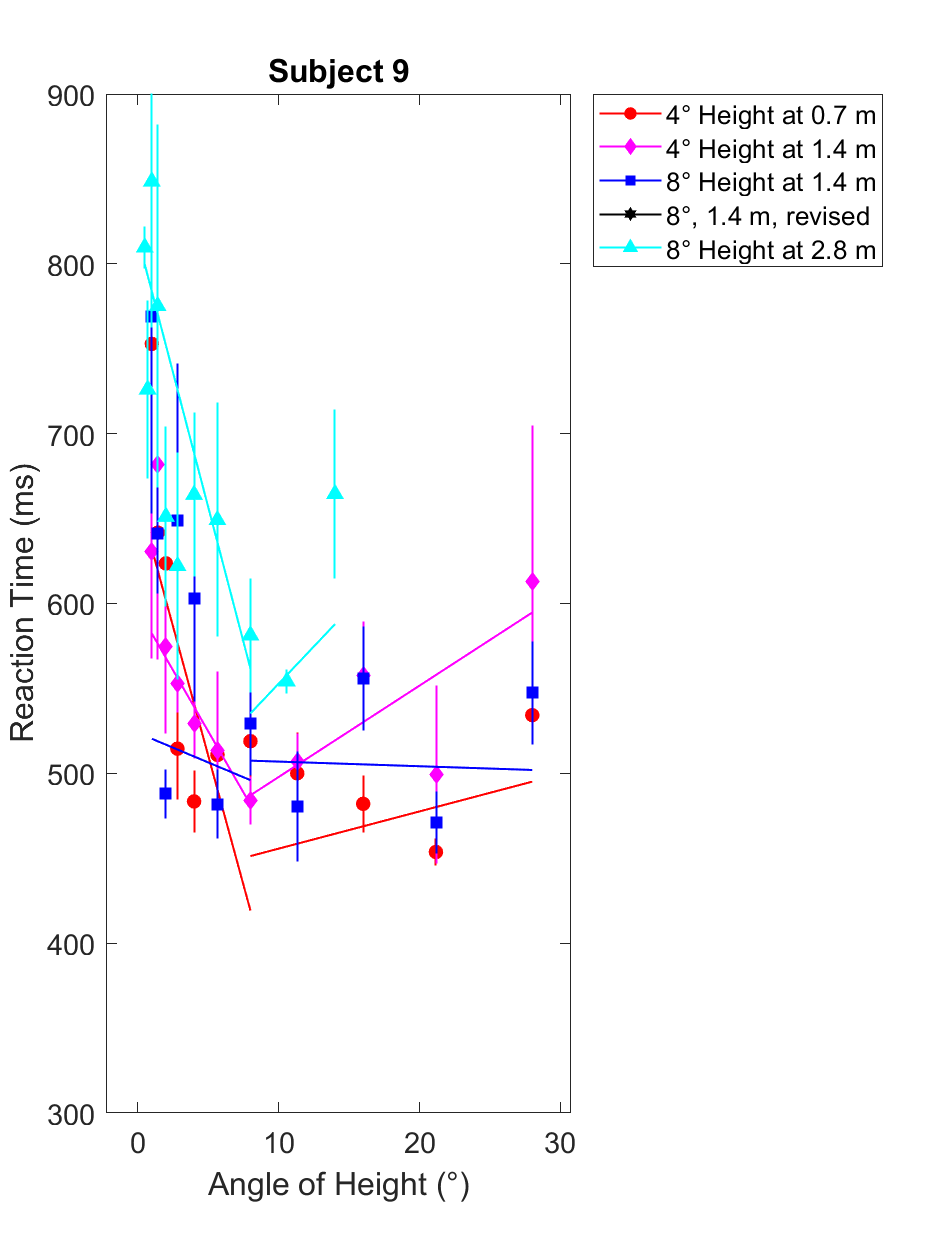 Subject 9
900
800
700
600
500
400
300
0
10
20
30
Reaction Time (ms)
Angle of Height (°)
4° Height at 0.7 m
4° Height at 1.4 m
8° Height at 1.4 m
8°, 1.4 m, revised
8° Height at 2.8 m